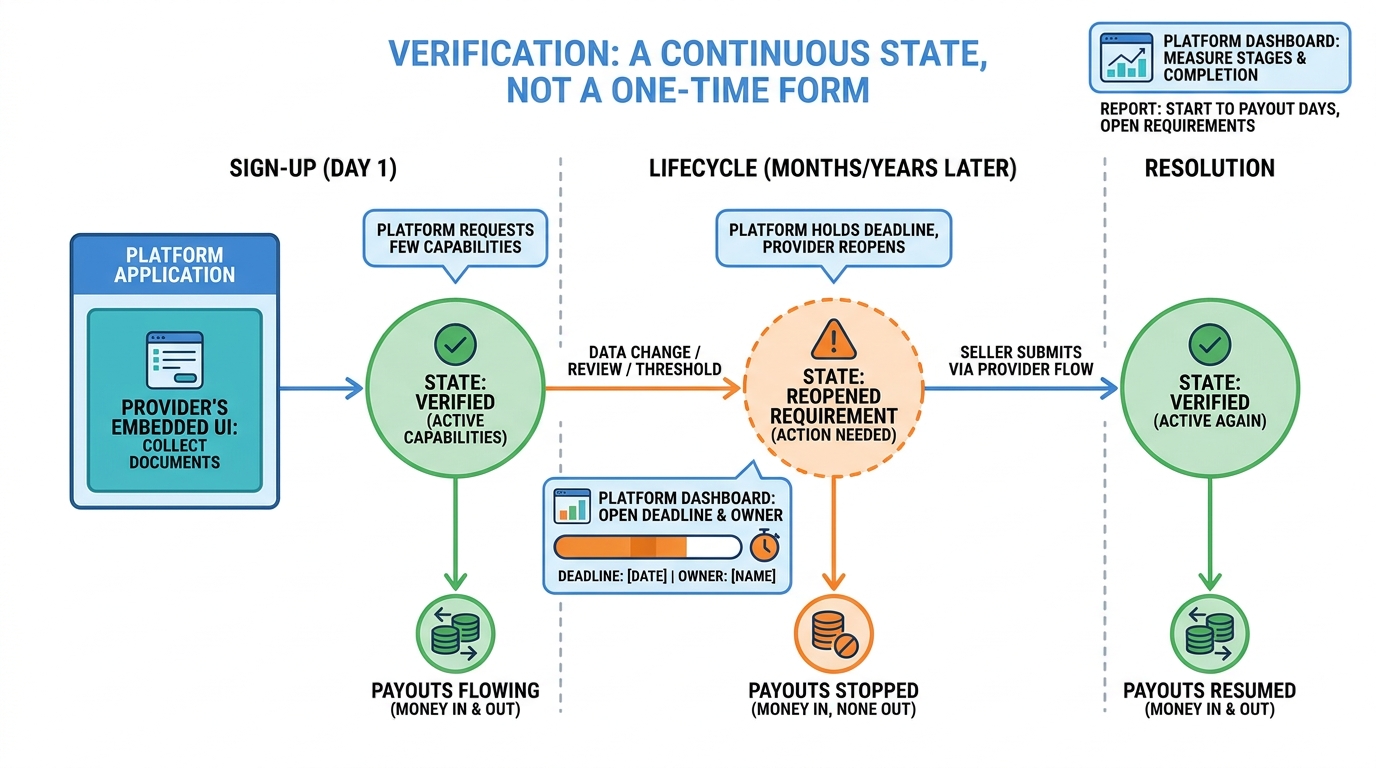 VERIFICATION: A CONTINUOUS STATE,
NOT A ONE-TIME FORM
PLATFORM DASHBOARD:
MEASURE STAGES &
COMPLETION
REPORT: START TO PAYOUT DAYS,
OPEN REQUIREMENTS
SIGN-UP (DAY 1)
LIFECYCLE (MONTHS/YEARS LATER)
RESOLUTION
PLATFORM
APPLICATION
PROVIDER'S
EMBEDDED UI:
COLLECT
DOCUMENTS
PLATFORM REQUESTS
FEW CAPABILITIES
STATE:
VERIFIED
(ACTIVE
CAPABILITIES)
DATA CHANGE /
REVIEW / THRESHOLD
PLATFORM HOLDS DEADLINE,
PROVIDER REOPENS
STATE:
REOPENED
REQUIREMENT
(ACTION NEEDED)
SELLER SUBMITS
VIA PROVIDER FLOW
STATE:
VERIFIED
(ACTIVE AGAIN)
PLATFORM DASHBOARD:
OPEN DEADLINE & OWNER
DEADLINE: [DATE] | OWNER: [NAME]
PAYOUTS FLOWING
(MONEY IN & OUT)
PAYOUTS STOPPED
(MONEY IN, NONE OUT)
PAYOUTS RESUMED
(MONEY IN & OUT)